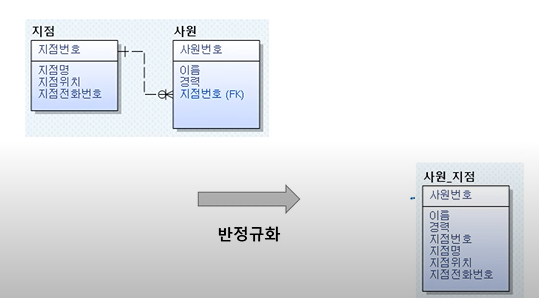 지점
지점번호
지점명
지점위치
지점전화번호
사원
사원번호
이름
경력
지점번호 (FK)
반정규화
사원_지점
사원번호
이름
경력
지점번호
지점명
지점위치
지점전화번호